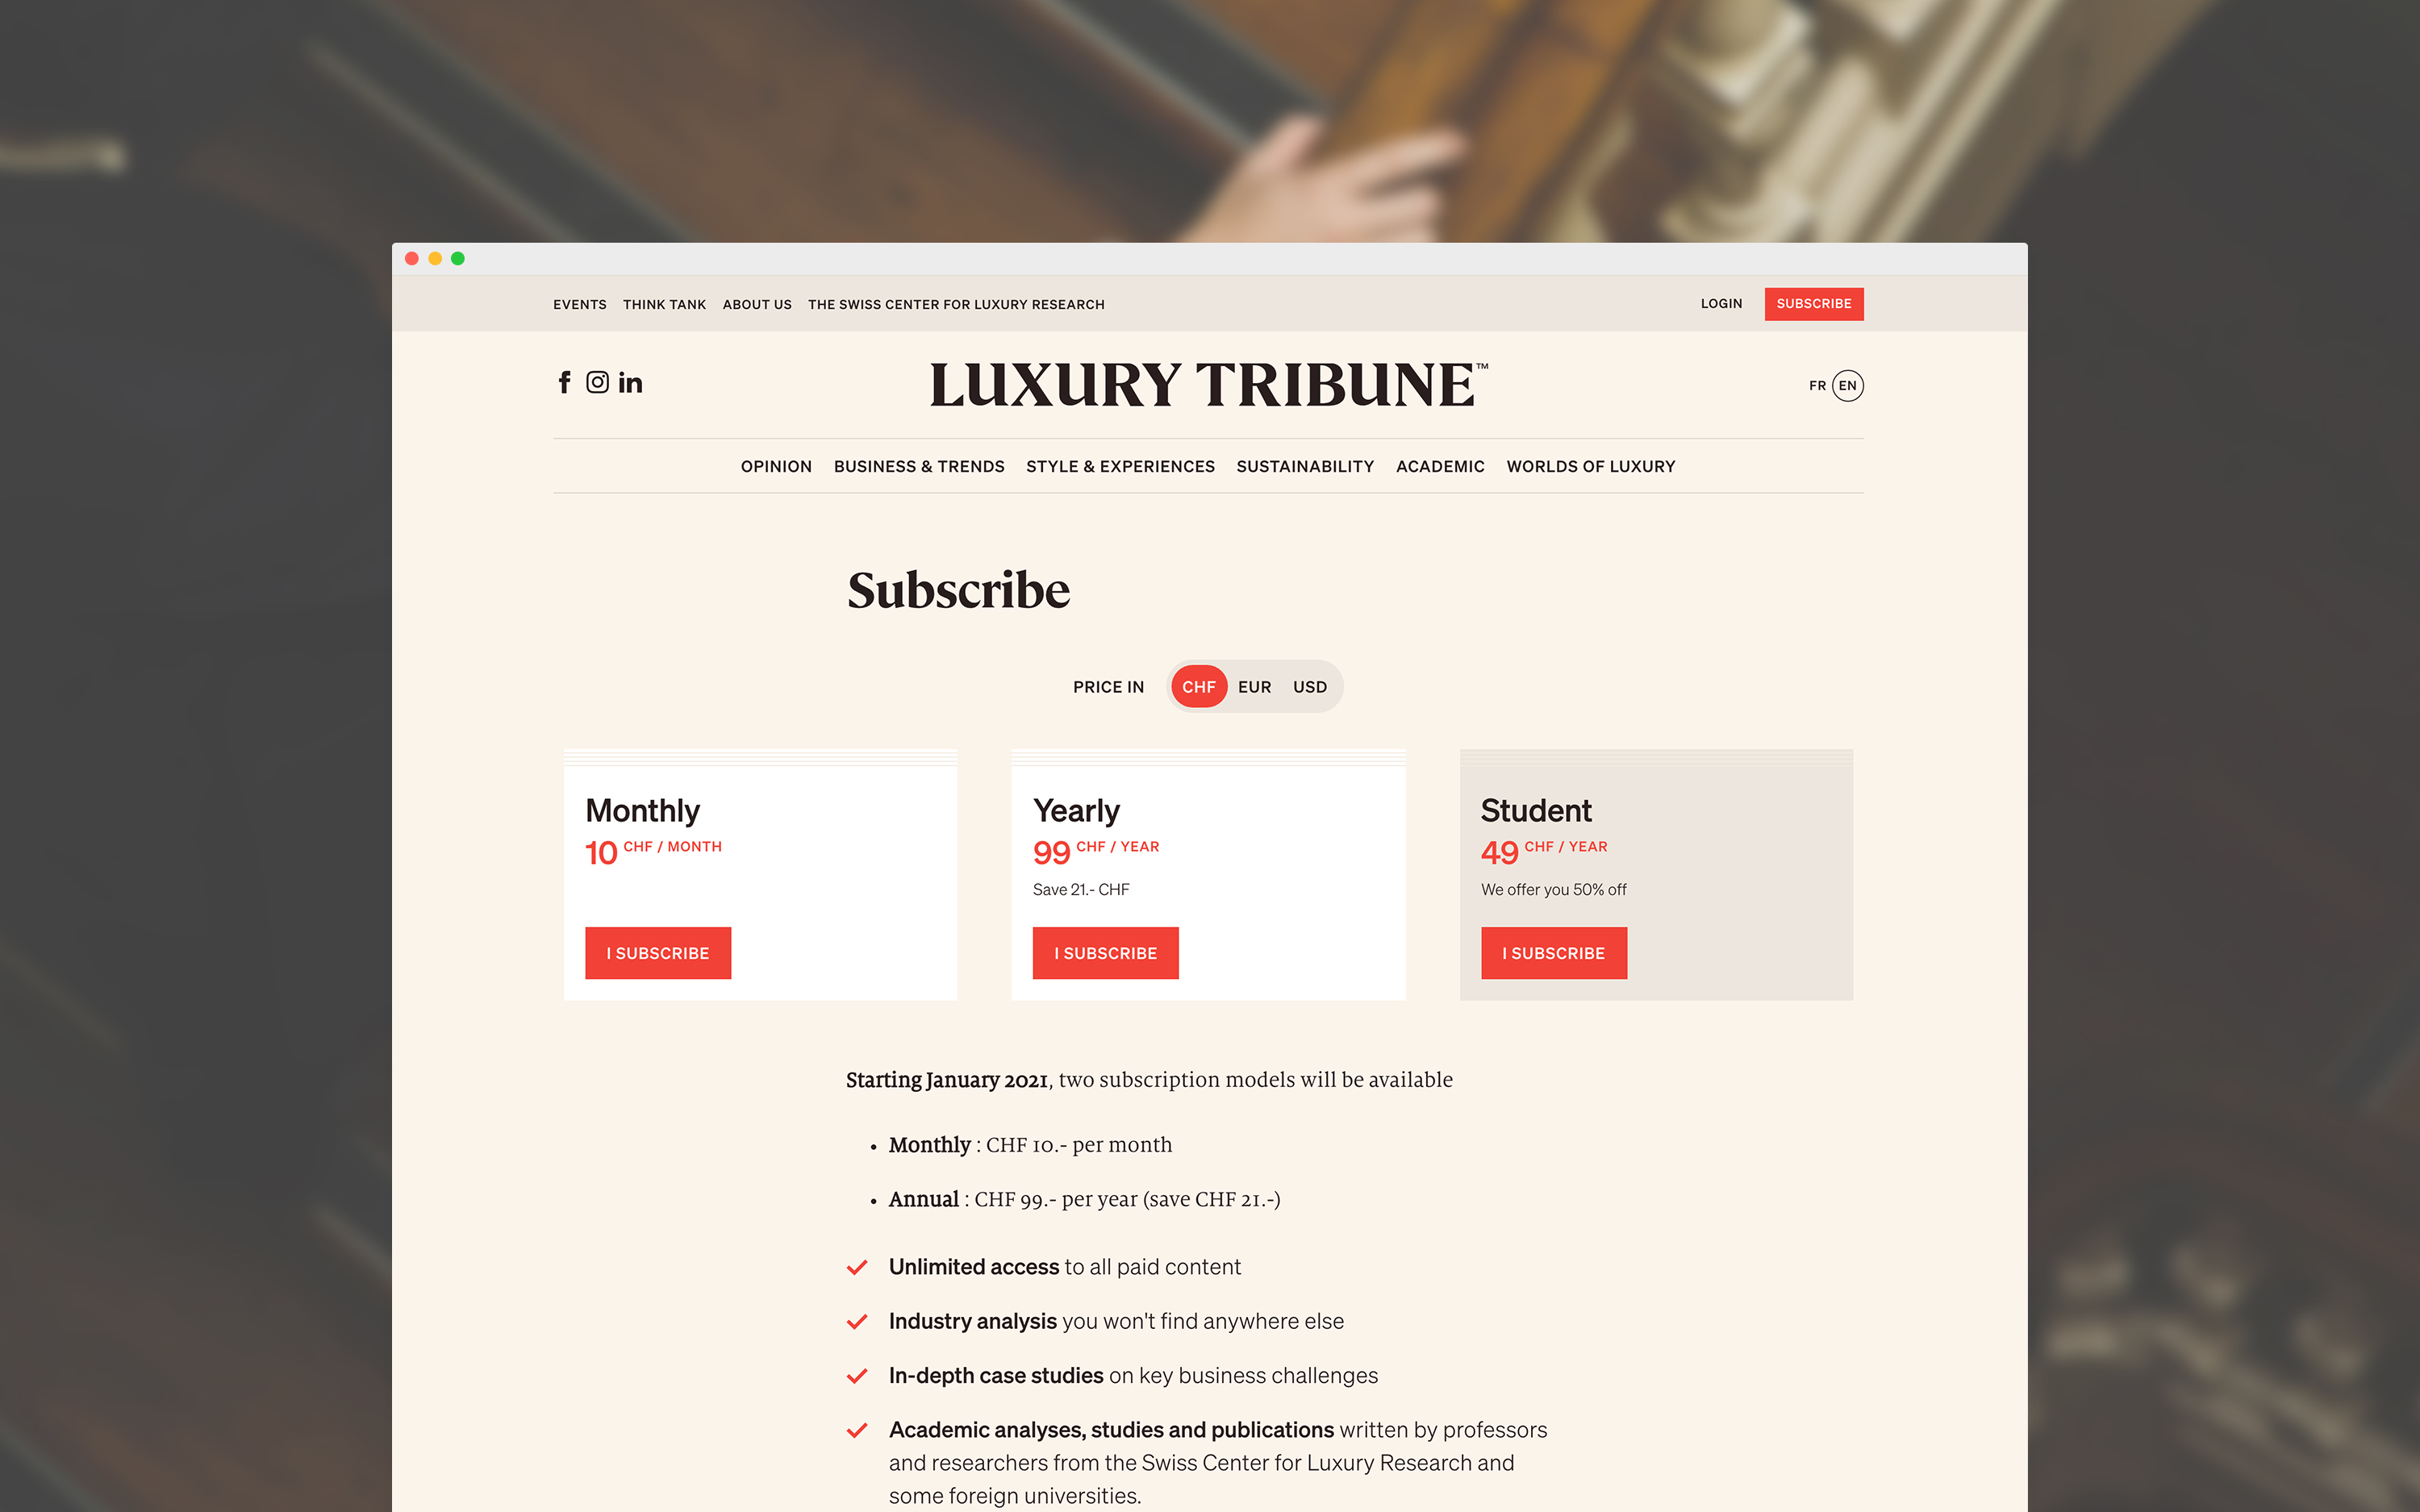 EVENTS THINK TANK ABOUT US THE SWISS CENTER FOR LUXURY RESEARCH LOGIN SUBSCRIBE
f in LUXURY TRIBUNE™ FR EN
OPINION BUSINESS & TRENDS STYLE & EXPERIENCES SUSTAINABILITY ACADEMIC WORLDS OF LUXURY
Subscribe
PRICE IN CHF EUR USD
Monthly
10 CHF / MONTH
I SUBSCRIBE
Yearly
99 CHF / YEAR
Save 21.- CHF
I SUBSCRIBE
Student
49 CHF / YEAR
We offer you 50% off
I SUBSCRIBE
Starting January 2021, two subscription models will be available
• Monthly : CHF 10.- per month
• Annual : CHF 99.- per year (save CHF 21.-)
Unlimited access to all paid content
Industry analysis you won't find anywhere else
In-depth case studies on key business challenges
Academic analyses, studies and publications written by professors
and researchers from the Swiss Center for Luxury Research and
some foreign universities.